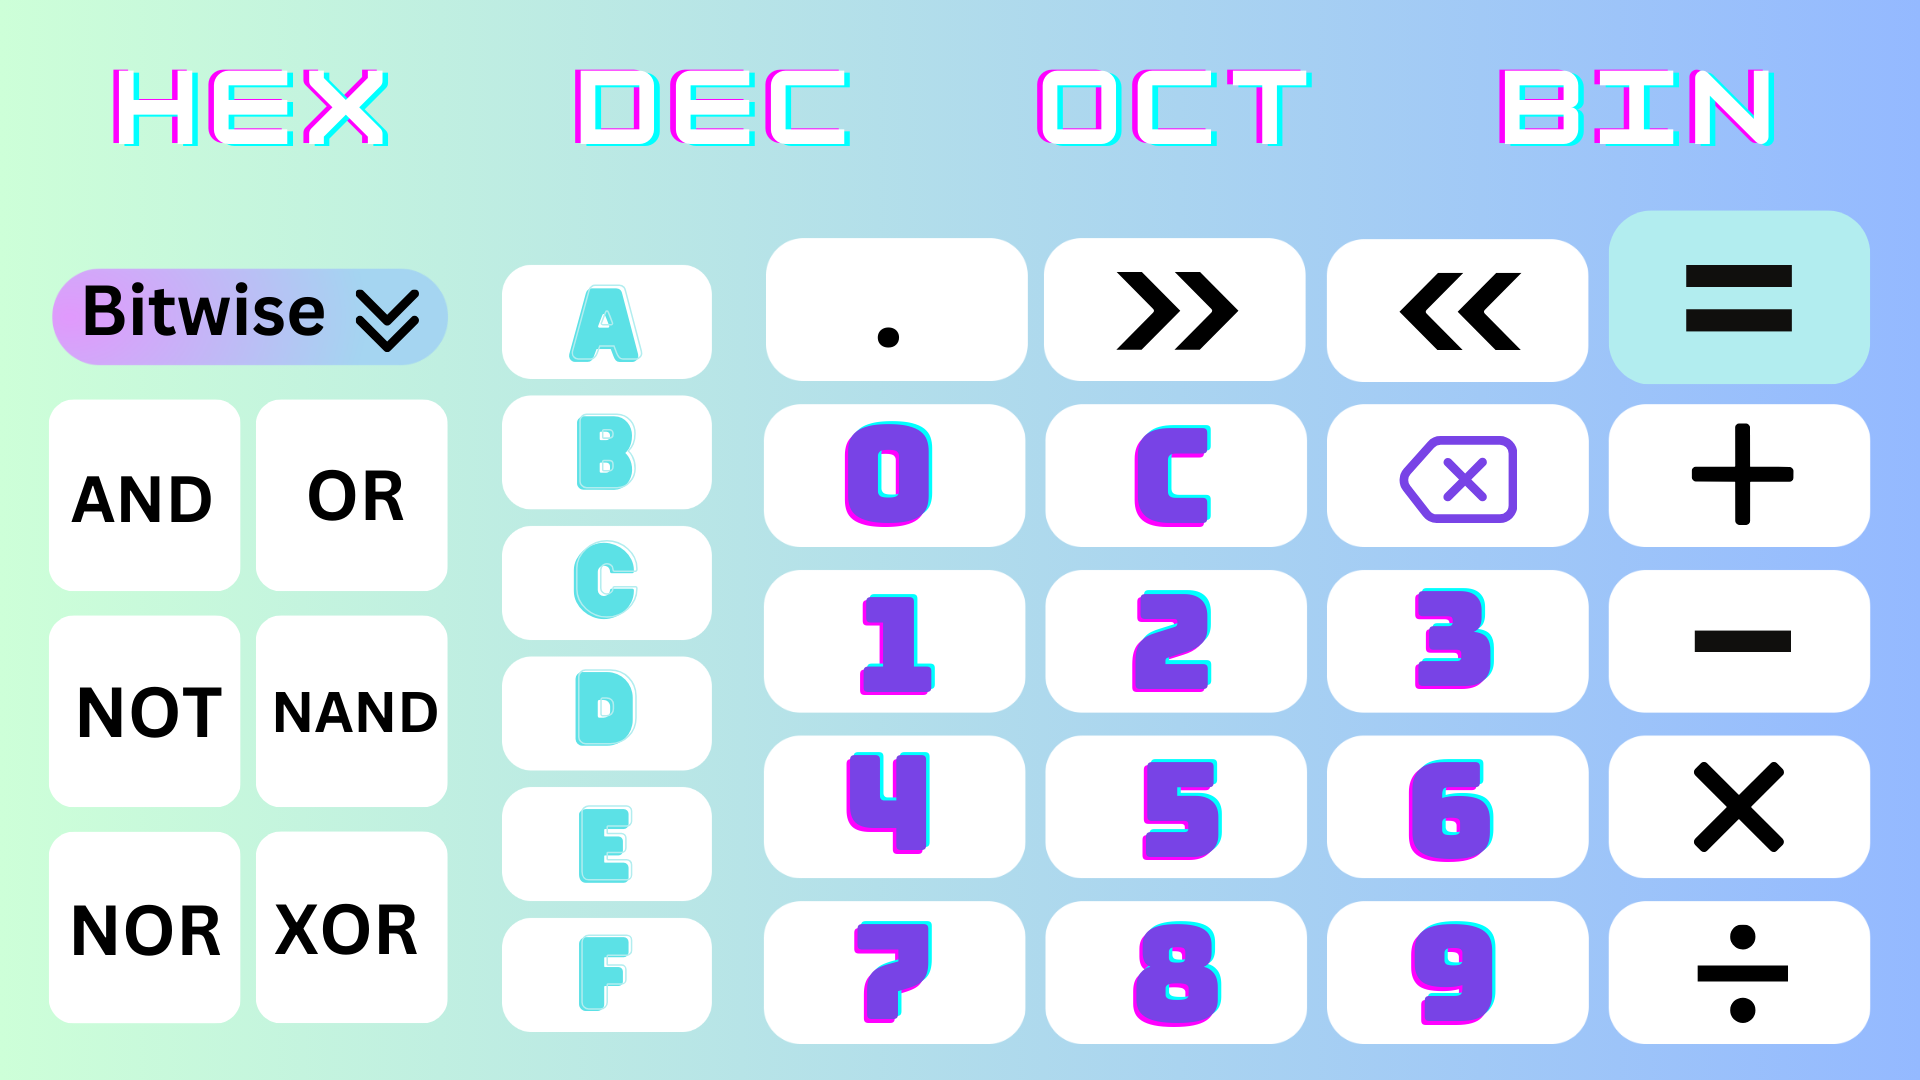 HEX DEC OCT BIN
Bitwise
A . » « =
AND OR
B 0 C +
C 1 2 3 −
NOT NAND
D
E 4 5 6 ×
NOR XOR
F 7 8 9 ÷